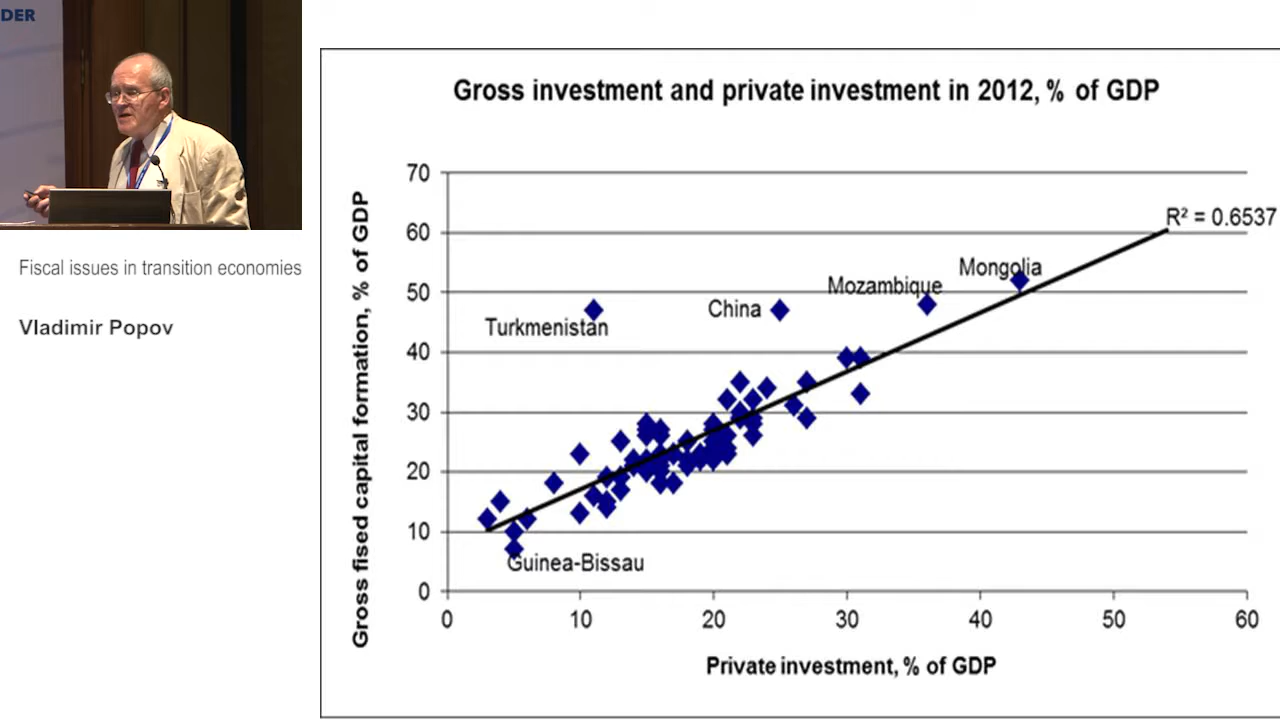 DER
Fiscal issues in transition economies
Vladimir Popov
Gross investment and private investment in 2012, % of GDP
Gross fised capital formation, % of GDP
70
60
50
40
30
20
10
0
R² = 0.6537
Mongolia
Mozambique
China
Turkmenistan
Guinea-Bissau
0 10 20 30 40 50 60
Private investment, % of GDP